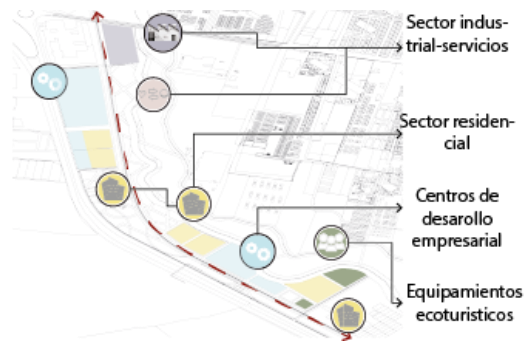 Sector indus-
trial-servicios
Sector residen-
cial
Centros de
desarollo
empresarial
Equipamientos
ecoturisticos